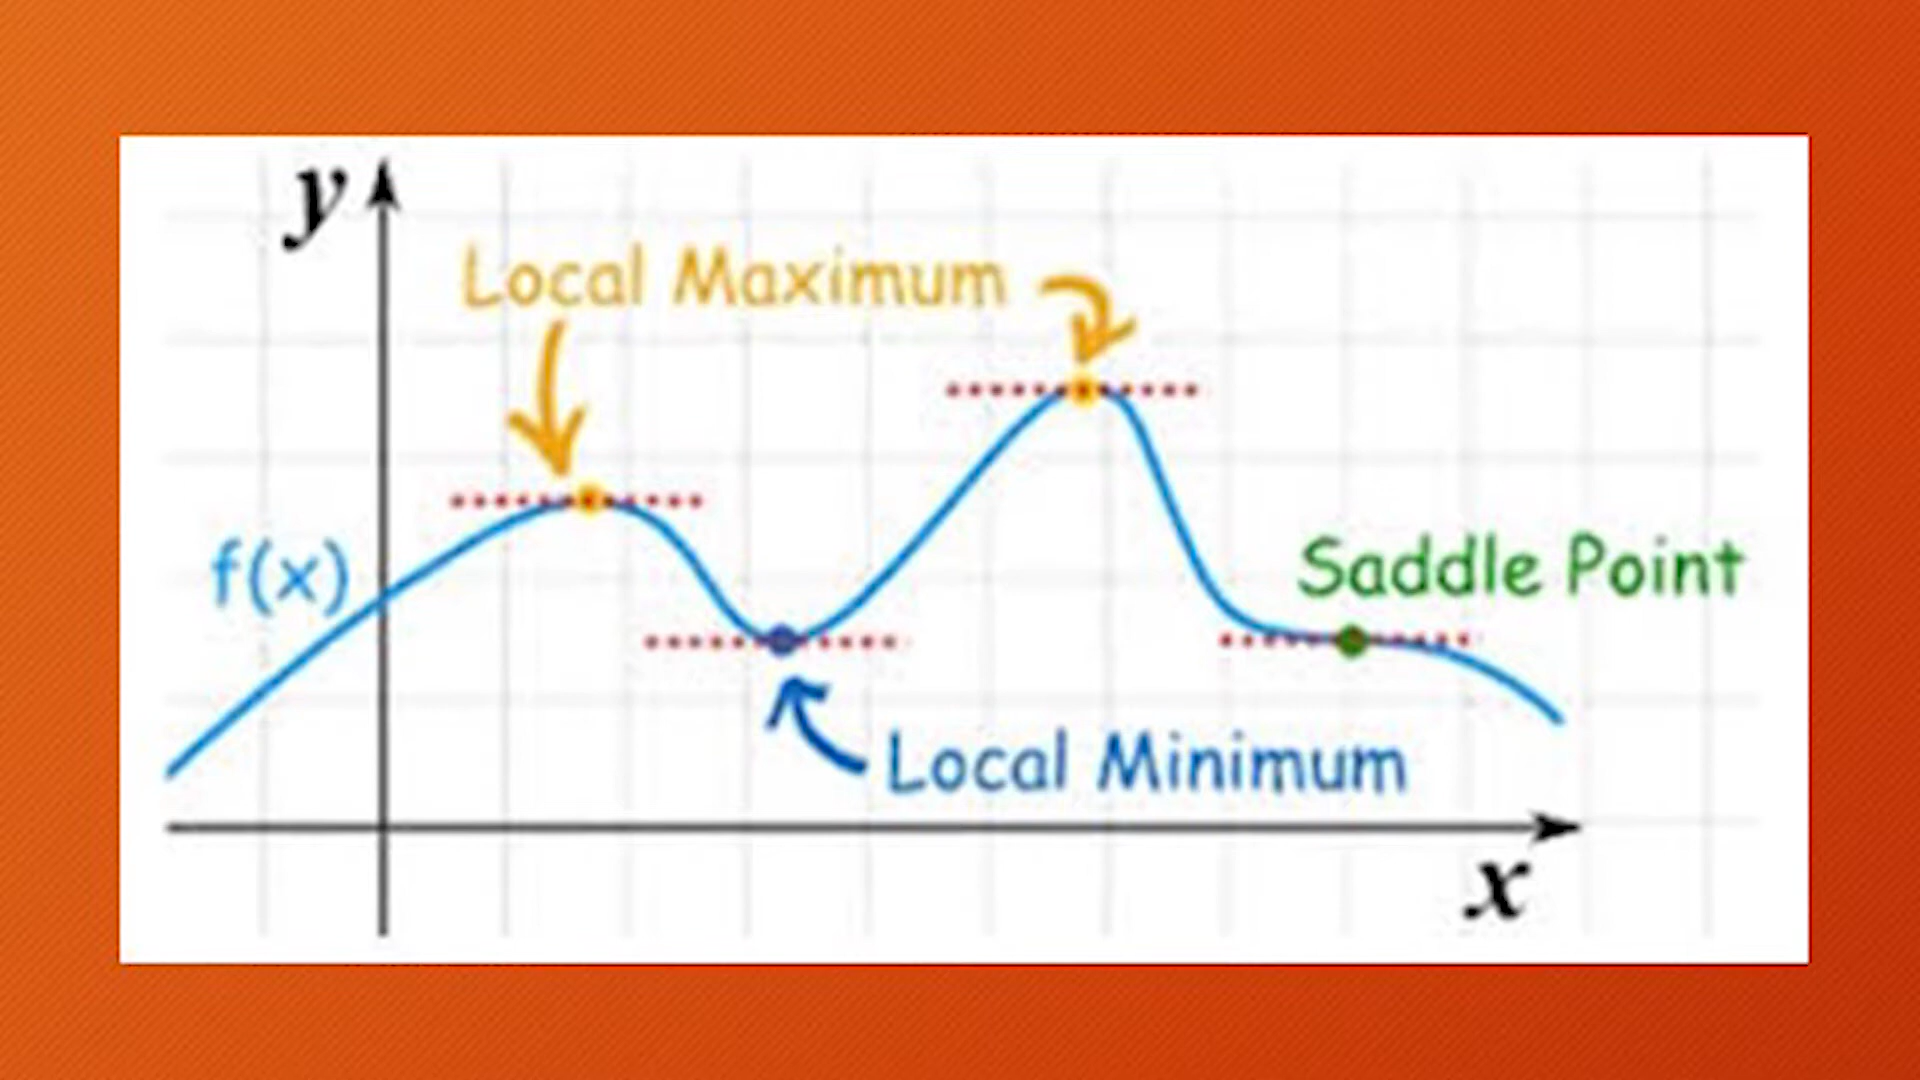 y
Local Maximum
f(x)
Saddle Point
Local Minimum
x